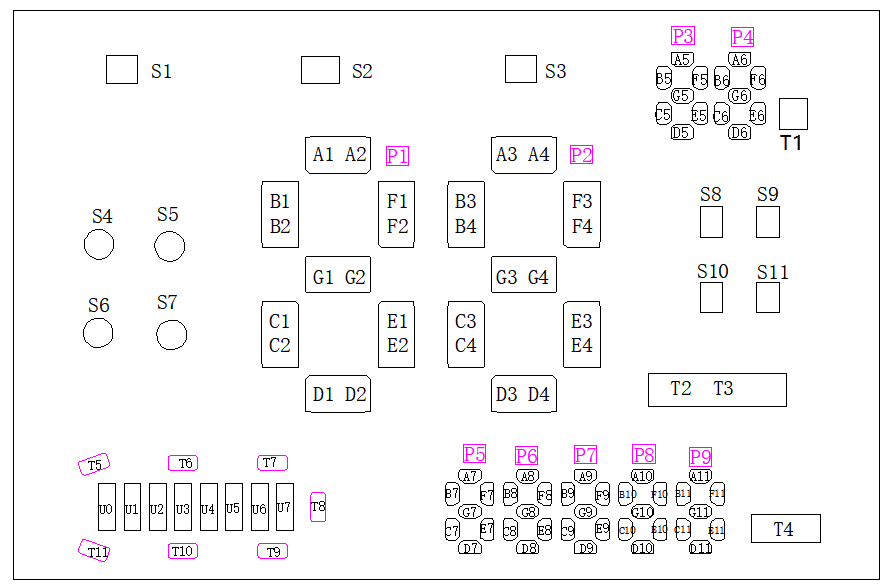 P3 P4
A5 A6
B5 F5 B6 F6
G5 G6
C5 E5 C6 E6
D5 D6
T1
S1 S2 S3
A1 A2 P1 A3 A4 P2
B1 F1 B3 F3
B2 F2 B4 F4
G1 G2 G3 G4
C1 E1 C3 E3
C2 E2 C4 E4
D1 D2 D3 D4
S4 S5
S6 S7
S8 S9
S10 S11
T2 T3
T5 T6 T7
U0 U1 U2 U3 U4 U5 U6 U7 T8
T11 T10 T9
P5 P6 P7 P8 P9
A7 A8 A9 A10 A11
B7 F7 B8 F8 B9 F9 B10 F10 B11 F11
G7 G8 G9 G10 G11
C7 E7 C8 E8 C9 E9 C10 E10 C11 E11
D7 D8 D9 D10 D11
T4